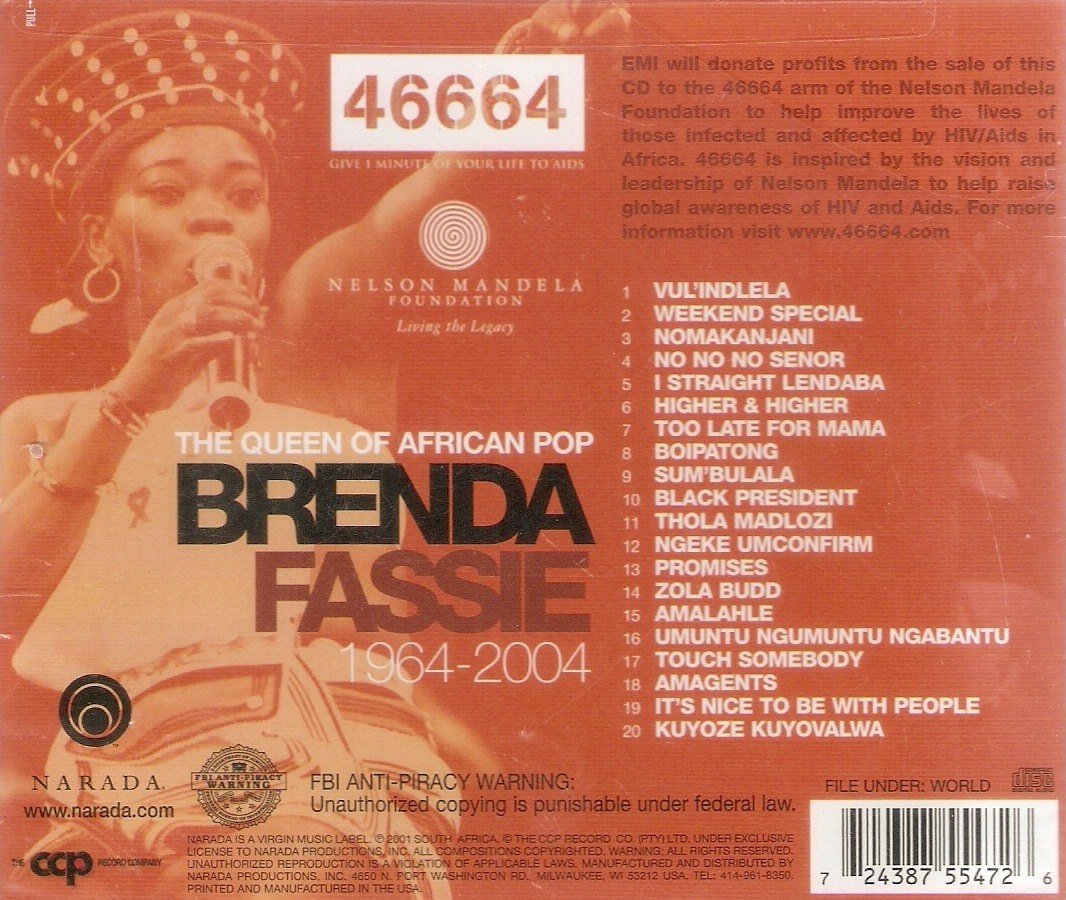 PULL→
46664
GIVE 1 MINUTE OF YOUR LIFE TO AIDS
NELSON MANDELA
FOUNDATION
Living the Legacy
EMI will donate profits from the sale of this
CD to the 46664 arm of the Nelson Mandela
Foundation to help improve the lives of
those infected and affected by HIV/Aids in
Africa. 46664 is inspired by the vision and
leadership of Nelson Mandela to help raise
global awareness of HIV and Aids. For more
information visit www.46664.com
THE QUEEN OF AFRICAN POP
BRENDA
FASSIE
1964-2004
1 VUL'INDLELA
2 WEEKEND SPECIAL
3 NOMAKANJANI
4 NO NO NO SENOR
5 I STRAIGHT LENDABA
6 HIGHER & HIGHER
7 TOO LATE FOR MAMA
8 BOIPATONG
9 SUM'BULALA
10 BLACK PRESIDENT
11 THOLA MADLOZI
12 NGEKE UMCONFIRM
13 PROMISES
14 ZOLA BUDD
15 AMALAHLE
16 UMUNTU NGUMUNTU NGABANTU
17 TOUCH SOMEBODY
18 AMAGENTS
19 IT'S NICE TO BE WITH PEOPLE
20 KUYOZE KUYOVALWA
NARADA
www.narada.com
FBI ANTI-PIRACY
WARNING
FBI ANTI-PIRACY WARNING:
Unauthorized copying is punishable under federal law.
FILE UNDER: WORLD
COMPACT
disc
DIGITAL AUDIO
THE ccp RECORD COMPANY
NARADA IS A VIRGIN MUSIC LABEL. ℗ 2001 SOUTH AFRICA. © THE CCP RECORD CO. (PTY) LTD. UNDER EXCLUSIVE
LICENSE TO NARADA PRODUCTIONS, INC. ALL COMPOSITIONS COPYRIGHTED. WARNING: ALL RIGHTS RESERVED.
UNAUTHORIZED REPRODUCTION IS A VIOLATION OF APPLICABLE LAWS. MANUFACTURED AND DISTRIBUTED BY
NARADA PRODUCTIONS, INC. 4650 N. PORT WASHINGTON RD., MILWAUKEE, WI 53212 USA. TEL: 414-961-8350.
PRINTED AND MANUFACTURED IN THE USA.
7 24387 55472 6